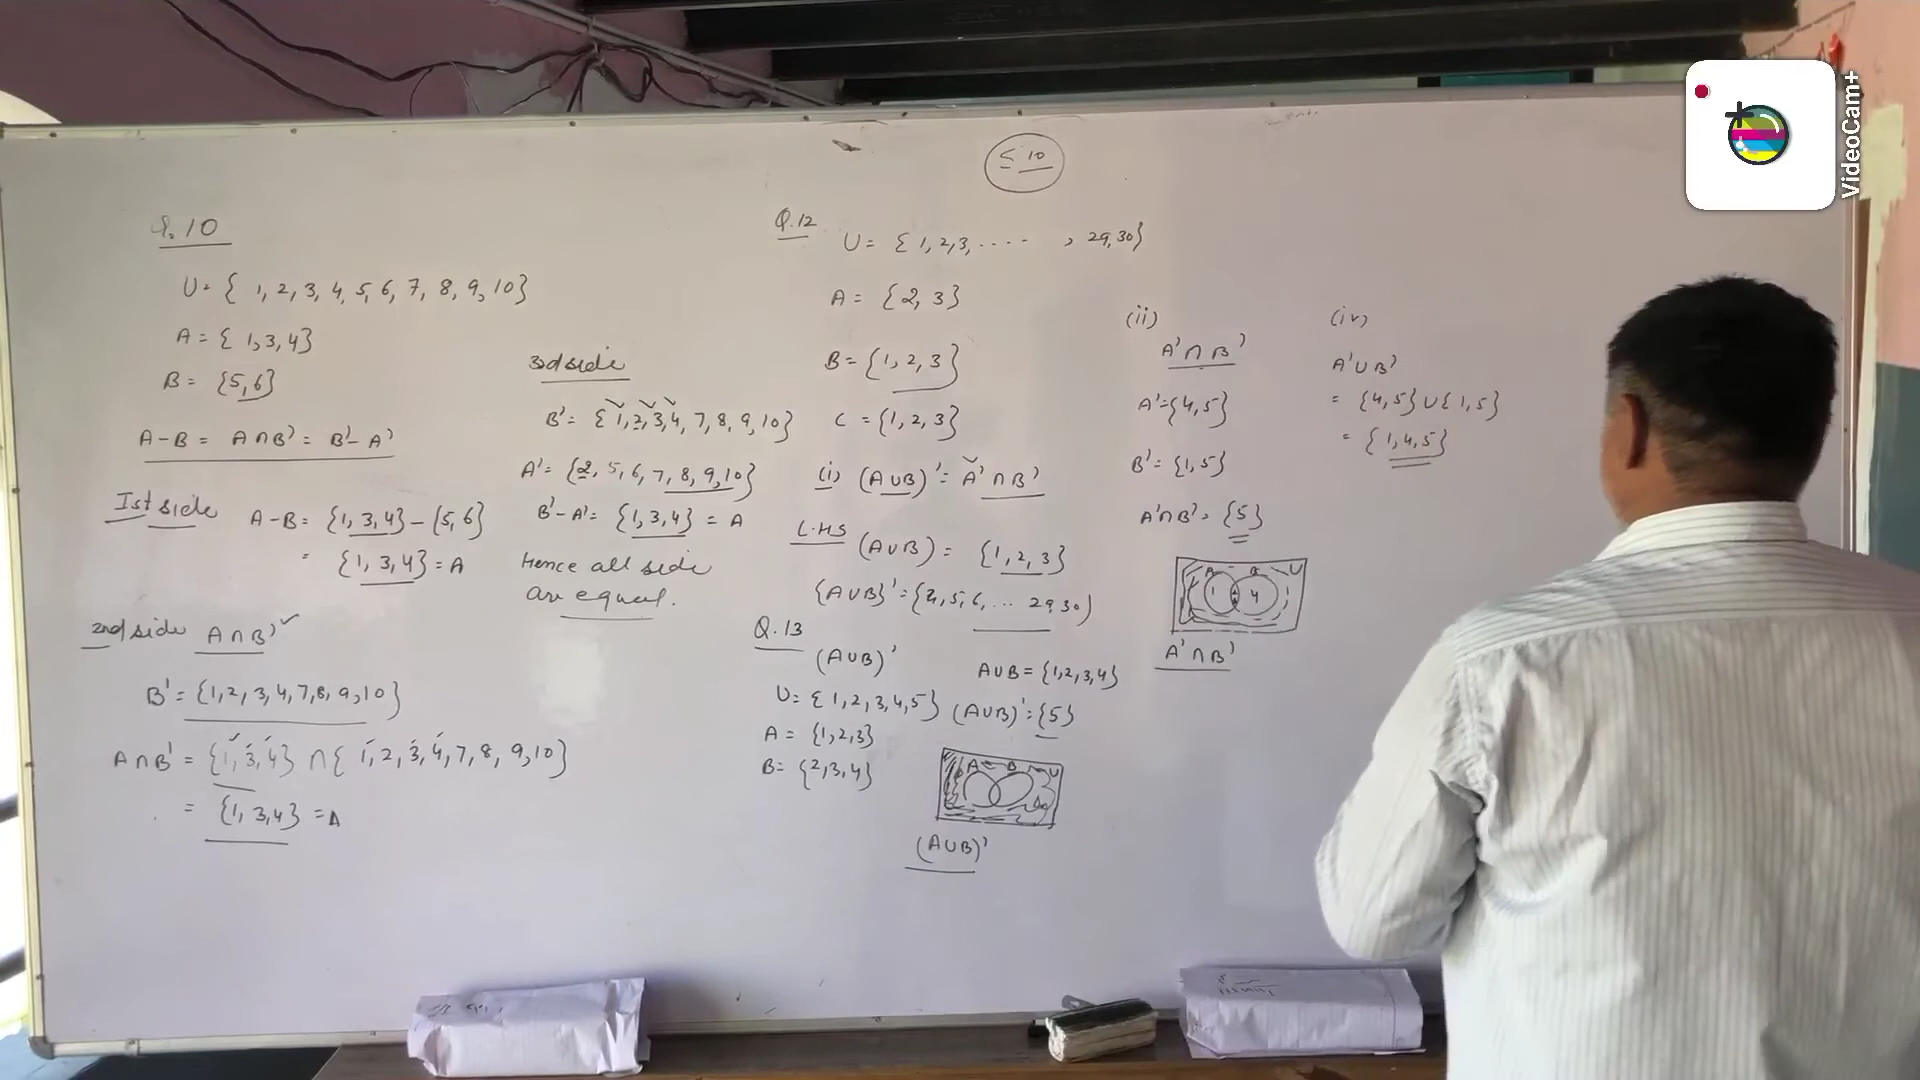 ≤ 10
Q.10
U = { 1, 2, 3, 4, 5, 6, 7, 8, 9, 10}
A = { 1, 3, 4}
B = {5, 6}
A-B = A∩B' = B'-A'
Ist side A-B = {1, 3, 4} - {5, 6}
= {1, 3, 4} = A
2nd side A∩B'
B' = {1, 2, 3, 4, 7, 8, 9, 10}
A∩B' = {1, 3, 4} ∩ { 1, 2, 3, 4, 7, 8, 9, 10}
= {1, 3, 4} = A
3rd side
B' = { 1, 2, 3, 4, 7, 8, 9, 10}
A' = {2, 5, 6, 7, 8, 9, 10}
B'-A' = {1, 3, 4} = A
Hence all side
are equal.
Q.12
U = { 1, 2, 3, .... , 29, 30}
A = {2, 3}
B = {1, 2, 3}
C = {1, 2, 3}
(i) (A∪B)' = A'∩B'
L.H.S (A∪B) = {1, 2, 3}
(A∪B)' = {4, 5, 6, ... 29, 30}
Q.13
(A∪B)'
U = { 1, 2, 3, 4, 5}
A = {1, 2, 3}
B = {2, 3, 4}
A∪B = {1, 2, 3, 4}
(A∪B)' = {5}
A B U
(A∪B)'
(ii)
A'∩B'
A' = {4, 5}
B' = {1, 5}
A'∩B' = {5}
A B U
1 4
A'∩B'
(iv)
A'∪B'
= {4, 5} ∪ {1, 5}
= {1, 4, 5}
VideoCam+